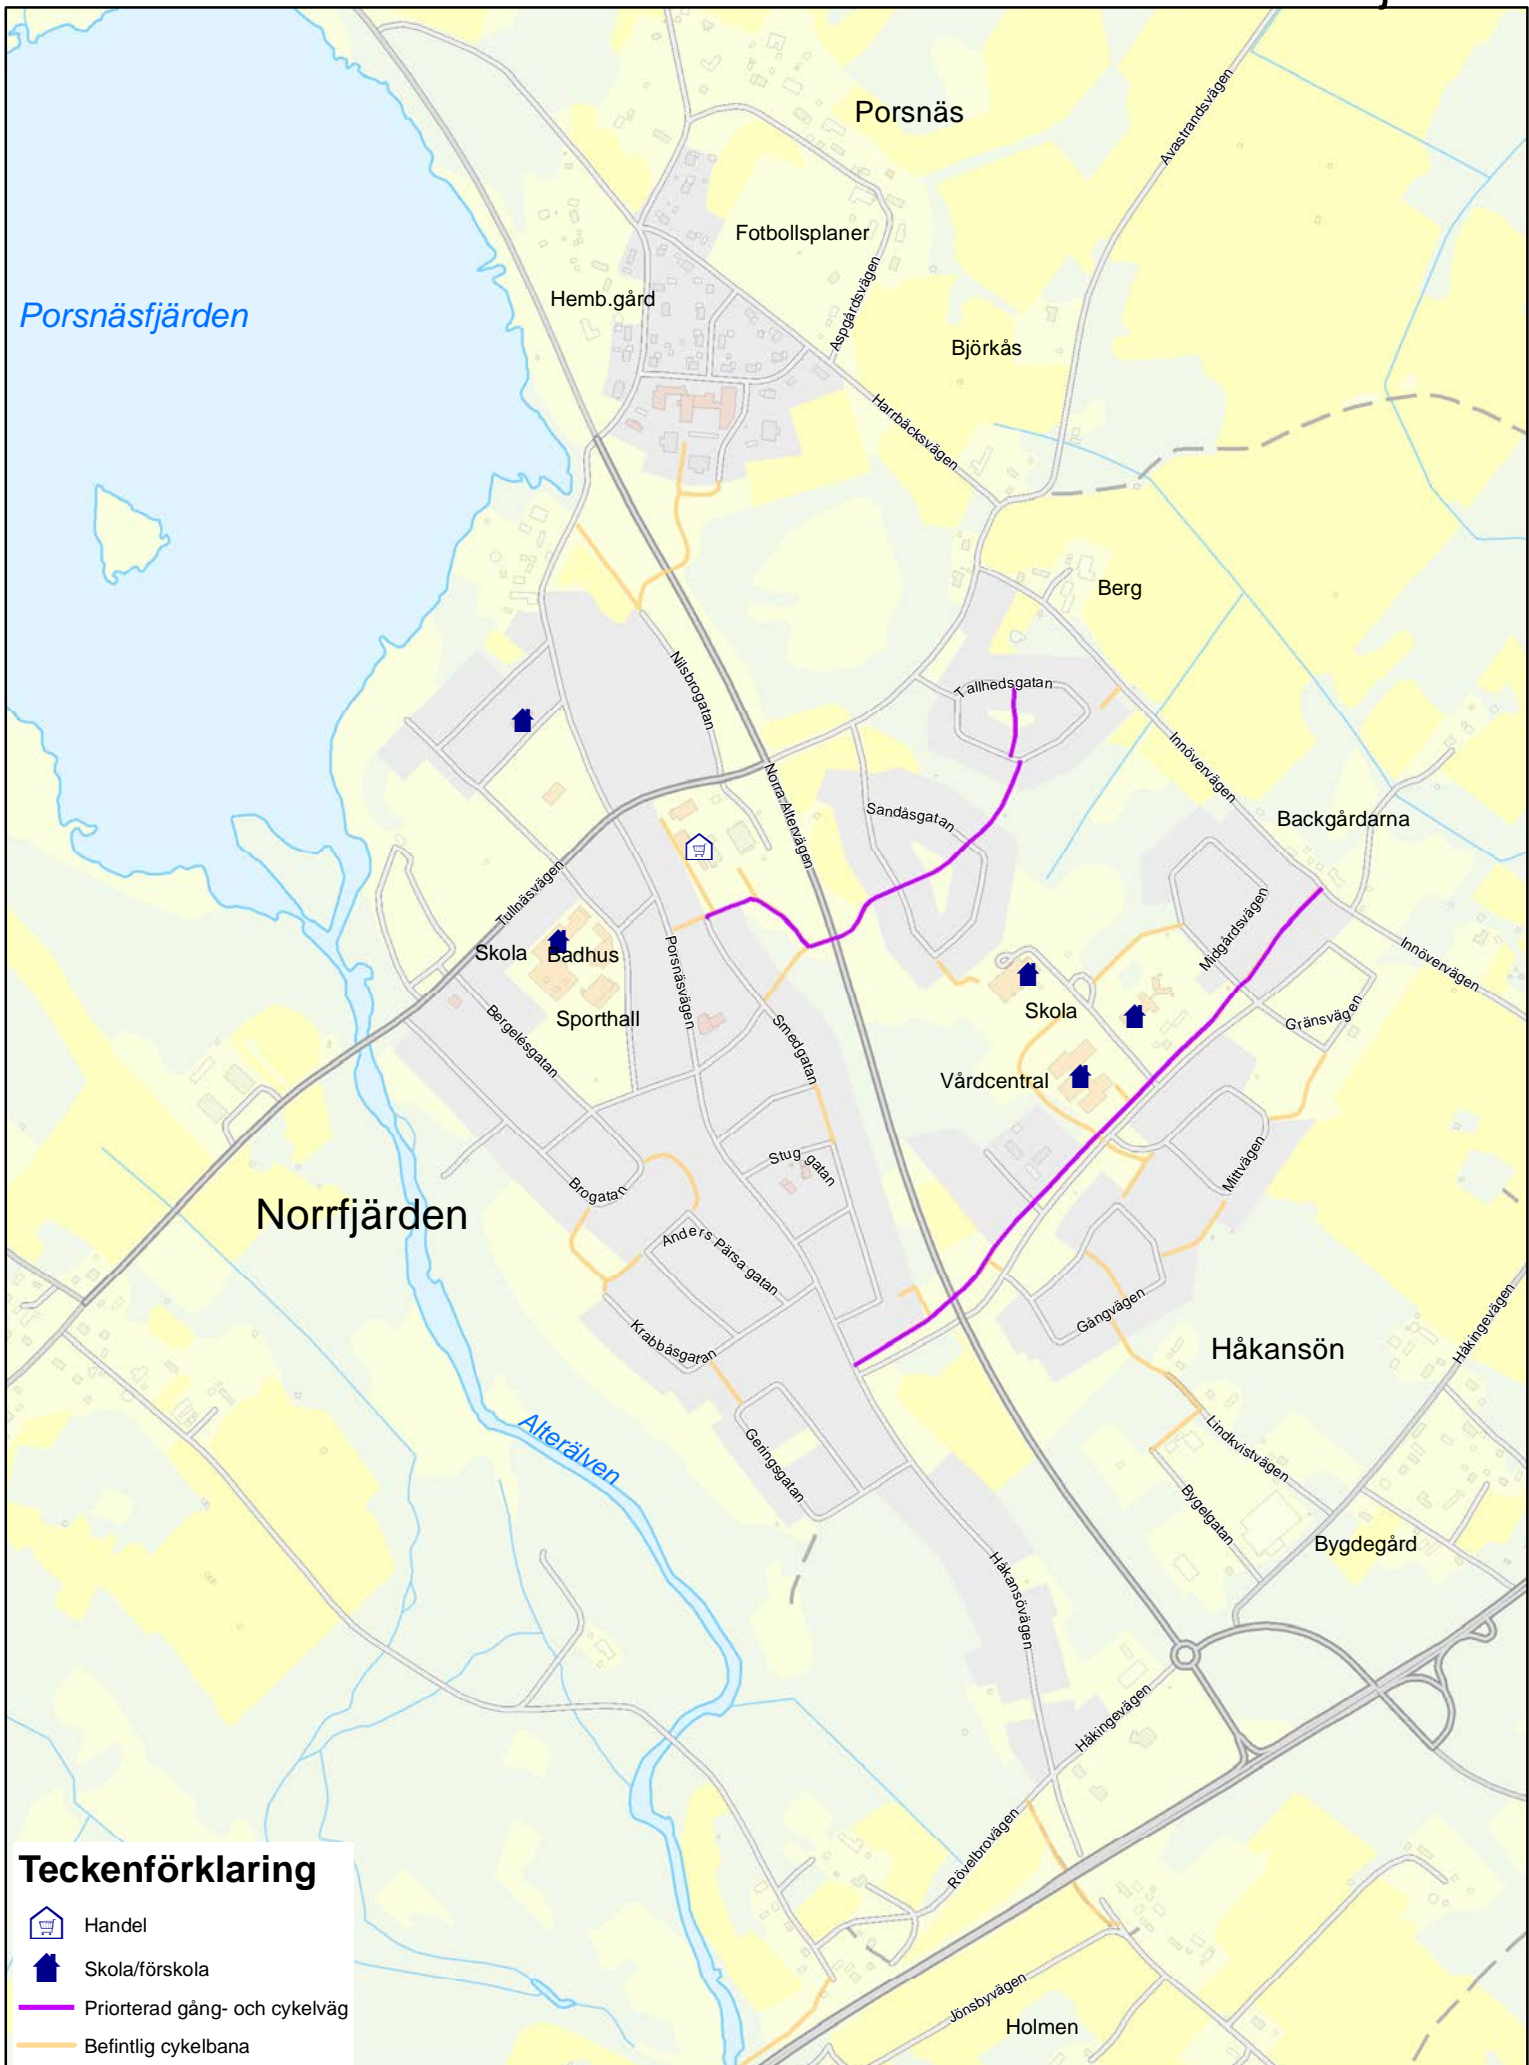 Porsnäs
Avastrandsvägen
Fotbollsplaner
Aspgårdsvägen
Hemb.gård
Porsnäsfjärden
Björkås
Harrbäcksvägen
Berg
Nilsbrogatan
Tallhedsgatan
Innövervägen
Norra Altervägen
Sandåsgatan
Backgårdarna
Tullnäsvägen
Midgårdsvägen
Skola
Badhus
Porsnäsvägen
Innövervägen
Sporthall
Skola
Gränsvägen
Bergelésgatan
Smedgatan
Vårdcentral
Stug gatan
Mittvägen
Brogatan
Norrfjärden
Anders Pärsa gatan
Gångvägen
Krabbåsgatan
Håkansön
Håkingevägen
Alterälven
Geringsgatan
Lindkvistvägen
Bygelgatan
Bygdegård
Håkansövägen
Håkingevägen
Rövelbrovägen
Jönsbyvägen
Holmen
Teckenförklaring
Handel
Skola/förskola
Priorterad gång- och cykelväg
Befintlig cykelbana